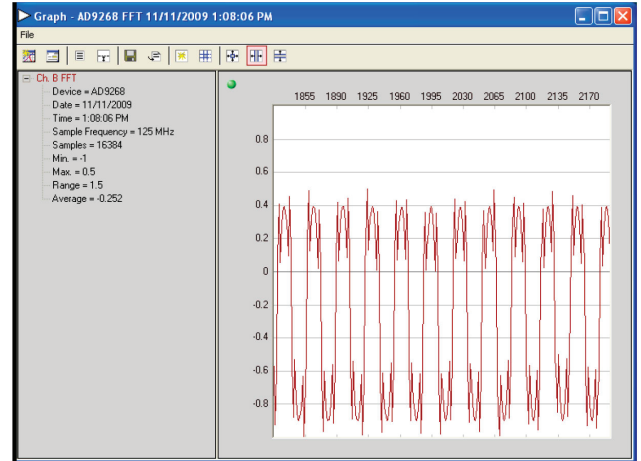 Graph - AD9268 FFT 11/11/2009 1:08:06 PM
File
Ch. B FFT
Device = AD9268
Date = 11/11/2009
Time = 1:08:06 PM
Sample Frequency = 125 MHz
Samples = 16384
Min. = -1
Max. = 0.5
Range = 1.5
Average = -0.252
1855 1890 1925 1960 1995 2030 2065 2100 2135 2170
0.8
0.6
0.4
0.2
0
-0.2
-0.4
-0.6
-0.8